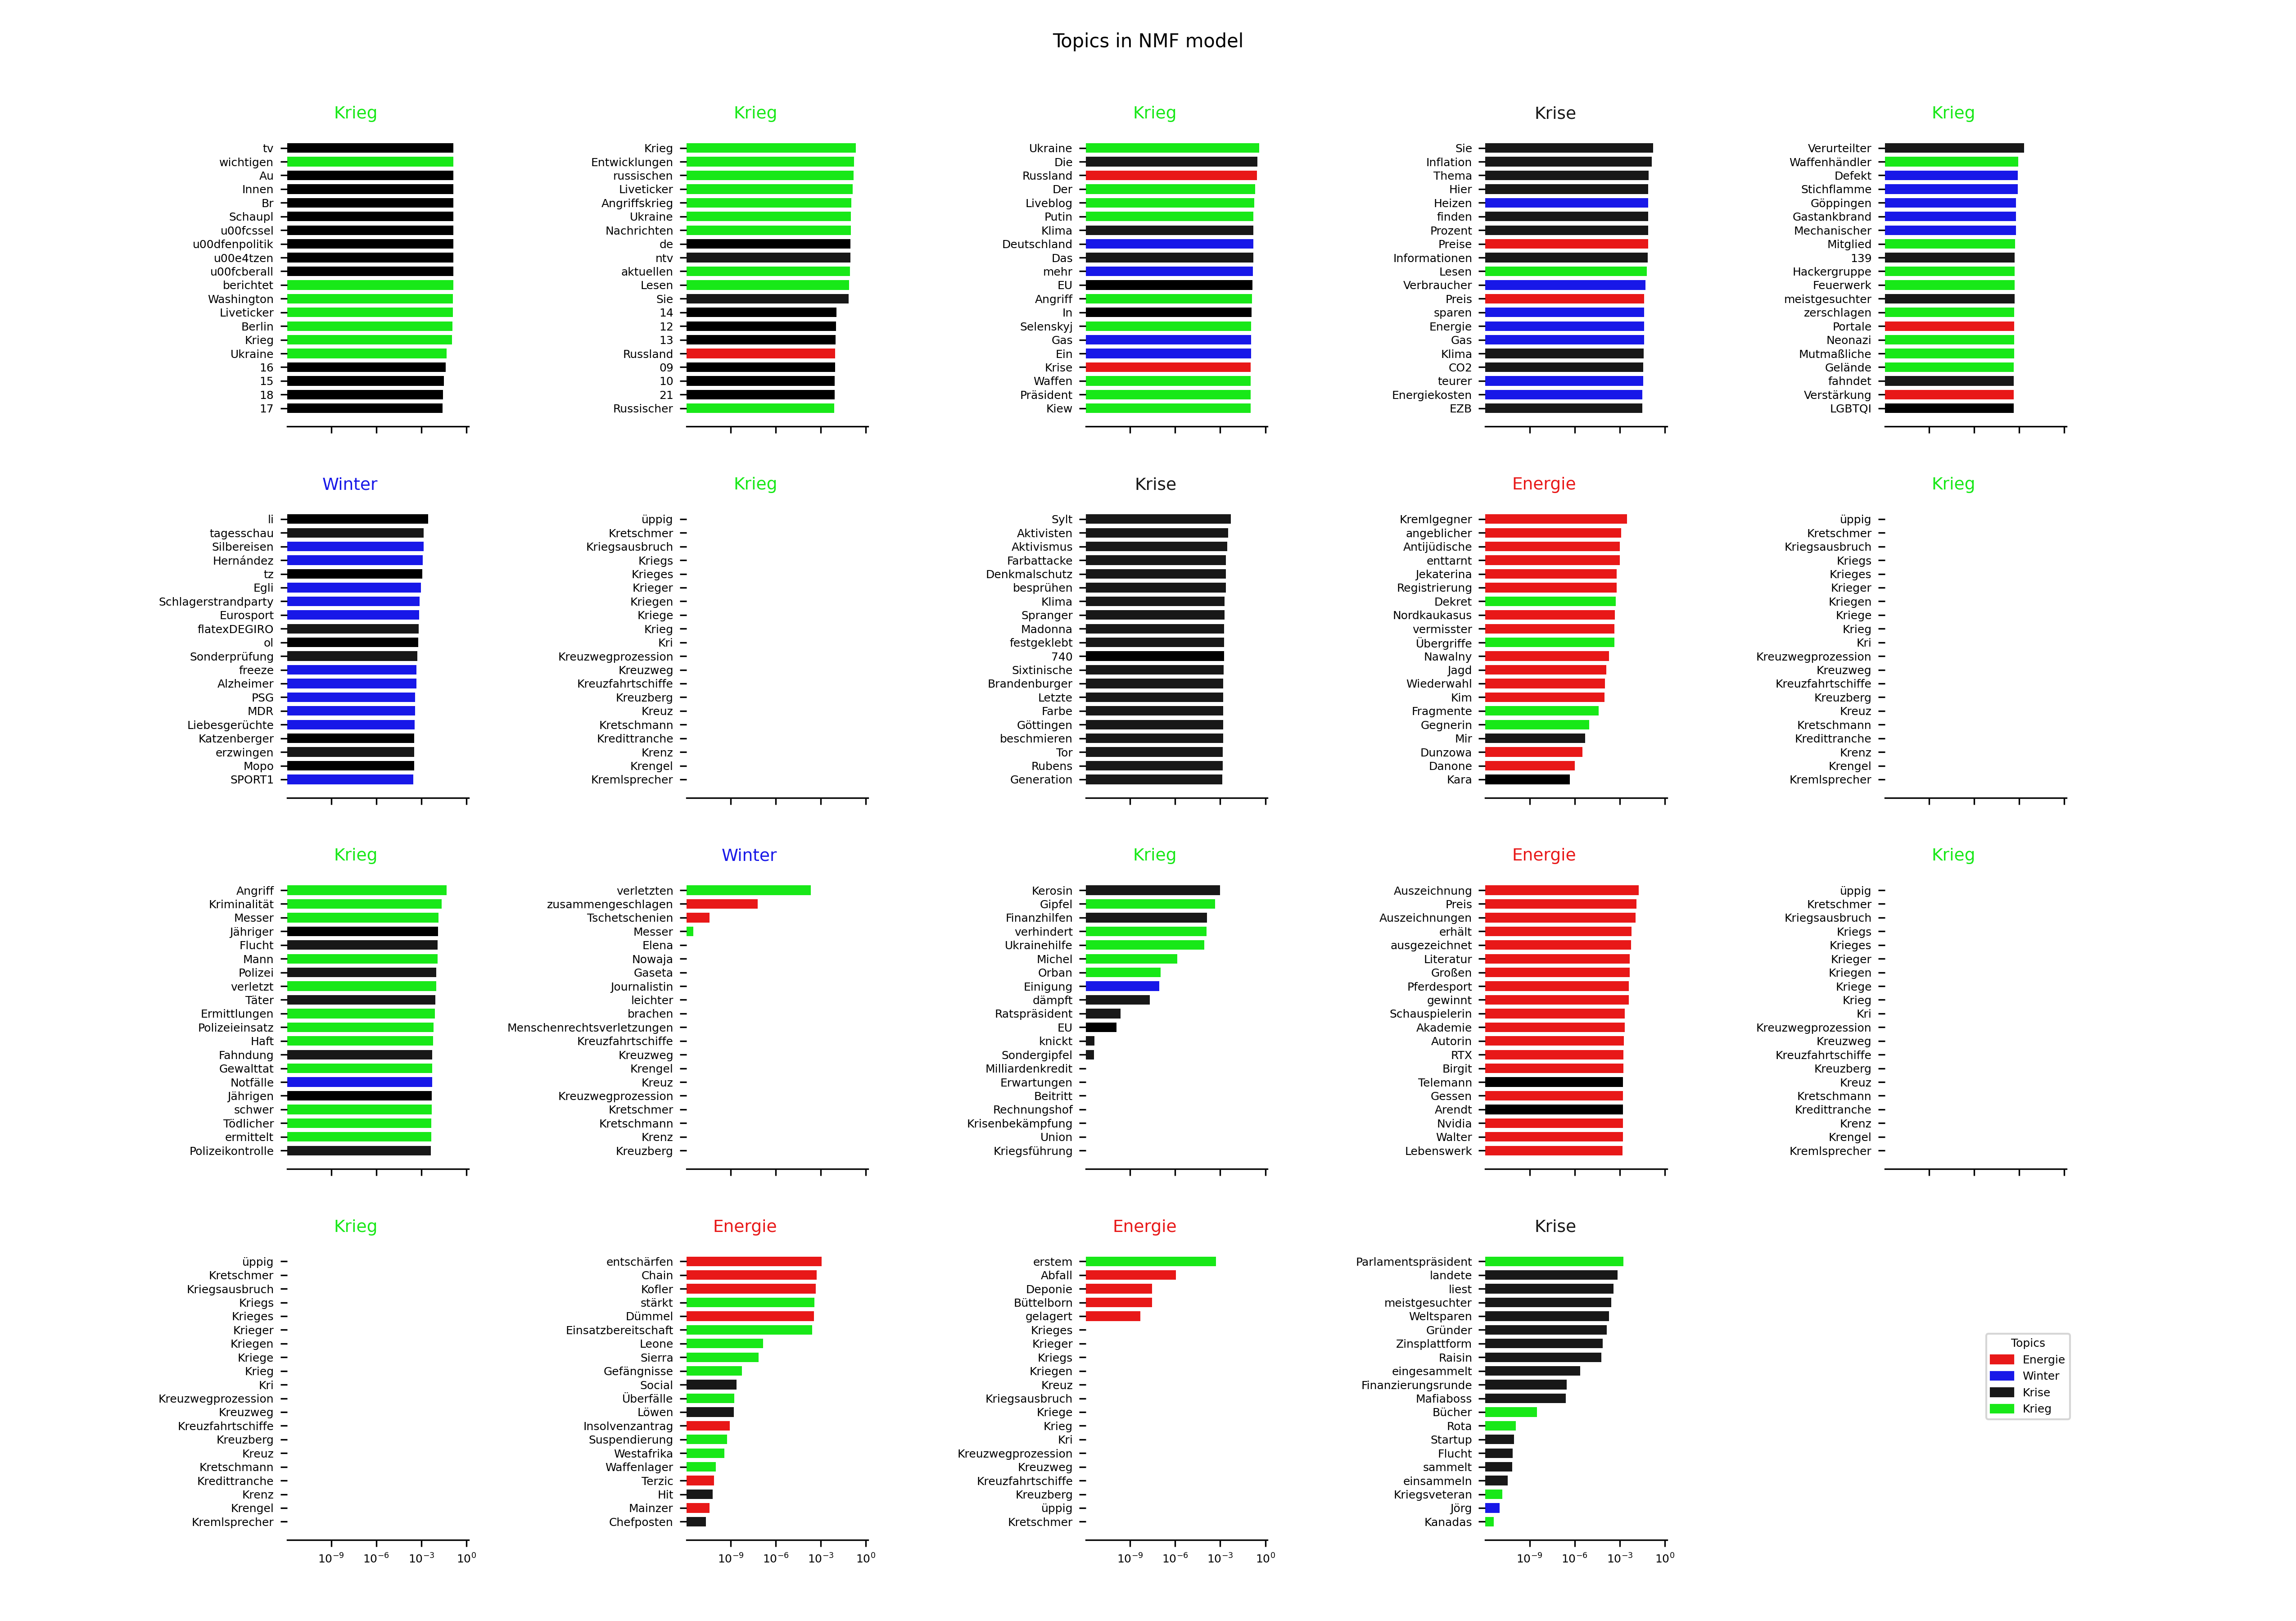 Topics in NMF model
Krieg
tv
wichtigen
Au
Innen
Br
Schaupl
u00fcssel
u00dfenpolitik
u00e4tzen
u00fcberall
berichtet
Washington
Liveticker
Berlin
Krieg
Ukraine
16
15
18
17
Krieg
Krieg
Entwicklungen
russischen
Liveticker
Angriffskrieg
Ukraine
Nachrichten
de
ntv
aktuellen
Lesen
Sie
14
12
13
Russland
09
10
21
Russischer
Krieg
Ukraine
Die
Russland
Der
Liveblog
Putin
Klima
Deutschland
Das
mehr
EU
Angriff
In
Selenskyj
Gas
Ein
Krise
Waffen
Präsident
Kiew
Krise
Sie
Inflation
Thema
Hier
Heizen
finden
Prozent
Preise
Informationen
Lesen
Verbraucher
Preis
sparen
Energie
Gas
Klima
CO2
teurer
Energiekosten
EZB
Krieg
Verurteilter
Waffenhändler
Defekt
Stichflamme
Göppingen
Gastankbrand
Mechanischer
Mitglied
139
Hackergruppe
Feuerwerk
meistgesuchter
zerschlagen
Portale
Neonazi
Mutmaßliche
Gelände
fahndet
Verstärkung
LGBTQI
Winter
li
tagesschau
Silbereisen
Hernández
tz
Egli
Schlagerstrandparty
Eurosport
flatexDEGIRO
ol
Sonderprüfung
freeze
Alzheimer
PSG
MDR
Liebesgerüchte
Katzenberger
erzwingen
Mopo
SPORT1
Krieg
üppig
Kretschmer
Kriegsausbruch
Kriegs
Krieges
Krieger
Kriegen
Kriege
Krieg
Kri
Kreuzwegprozession
Kreuzweg
Kreuzfahrtschiffe
Kreuzberg
Kreuz
Kretschmann
Kredittranche
Krenz
Krengel
Kremlsprecher
Krise
Sylt
Aktivisten
Aktivismus
Farbattacke
Denkmalschutz
besprühen
Klima
Spranger
Madonna
festgeklebt
740
Sixtinische
Brandenburger
Letzte
Farbe
Göttingen
beschmieren
Tor
Rubens
Generation
Energie
Kremlgegner
angeblicher
Antijüdische
enttarnt
Jekaterina
Registrierung
Dekret
Nordkaukasus
vermisster
Übergriffe
Nawalny
Jagd
Wiederwahl
Kim
Fragmente
Gegnerin
Mir
Dunzowa
Danone
Kara
Krieg
üppig
Kretschmer
Kriegsausbruch
Kriegs
Krieges
Krieger
Kriegen
Kriege
Krieg
Kri
Kreuzwegprozession
Kreuzweg
Kreuzfahrtschiffe
Kreuzberg
Kreuz
Kretschmann
Kredittranche
Krenz
Krengel
Kremlsprecher
Krieg
Angriff
Kriminalität
Messer
Jähriger
Flucht
Mann
Polizei
verletzt
Täter
Ermittlungen
Polizeieinsatz
Haft
Fahndung
Gewalttat
Notfälle
Jährigen
schwer
Tödlicher
ermittelt
Polizeikontrolle
Winter
verletzten
zusammengeschlagen
Tschetschenien
Messer
Elena
Nowaja
Gaseta
Journalistin
leichter
brachen
Menschenrechtsverletzungen
Kreuzfahrtschiffe
Kreuzweg
Krengel
Kreuz
Kreuzwegprozession
Kretschmer
Kretschmann
Krenz
Kreuzberg
Krieg
Kerosin
Gipfel
Finanzhilfen
verhindert
Ukrainehilfe
Michel
Orban
Einigung
dämpft
Ratspräsident
EU
knickt
Sondergipfel
Milliardenkredit
Erwartungen
Beitritt
Rechnungshof
Krisenbekämpfung
Union
Kriegsführung
Energie
Auszeichnung
Preis
Auszeichnungen
erhält
ausgezeichnet
Literatur
Großen
Pferdesport
gewinnt
Schauspielerin
Akademie
Autorin
RTX
Birgit
Telemann
Gessen
Arendt
Nvidia
Walter
Lebenswerk
Krieg
üppig
Kretschmer
Kriegsausbruch
Kriegs
Krieges
Krieger
Kriegen
Kriege
Krieg
Kri
Kreuzwegprozession
Kreuzweg
Kreuzfahrtschiffe
Kreuzberg
Kreuz
Kretschmann
Kredittranche
Krenz
Krengel
Kremlsprecher
Krieg
üppig
Kretschmer
Kriegsausbruch
Kriegs
Krieges
Krieger
Kriegen
Kriege
Krieg
Kri
Kreuzwegprozession
Kreuzweg
Kreuzfahrtschiffe
Kreuzberg
Kreuz
Kretschmann
Kredittranche
Krenz
Krengel
Kremlsprecher
10⁻⁹ 10⁻⁶ 10⁻³ 10⁰
Energie
entschärfen
Chain
Kofler
stärkt
Dümmel
Einsatzbereitschaft
Leone
Sierra
Gefängnisse
Social
Überfälle
Löwen
Insolvenzantrag
Suspendierung
Westafrika
Waffenlager
Terzic
Hit
Mainzer
Chefposten
10⁻⁹ 10⁻⁶ 10⁻³ 10⁰
Energie
erstem
Abfall
Deponie
Büttelborn
gelagert
Krieges
Krieger
Kriegs
Kriegen
Kreuz
Kriegsausbruch
Kriege
Krieg
Kri
Kreuzwegprozession
Kreuzweg
Kreuzfahrtschiffe
Kreuzberg
üppig
Kretschmer
10⁻⁹ 10⁻⁶ 10⁻³ 10⁰
Krise
Parlamentspräsident
landete
liest
meistgesuchter
Weltsparen
Gründer
Zinsplattform
Raisin
eingesammelt
Finanzierungsrunde
Mafiaboss
Bücher
Rota
Startup
Flucht
sammelt
einsammeln
Kriegsveteran
Jörg
Kanadas
10⁻⁹ 10⁻⁶ 10⁻³ 10⁰
Topics
Energie
Winter
Krise
Krieg